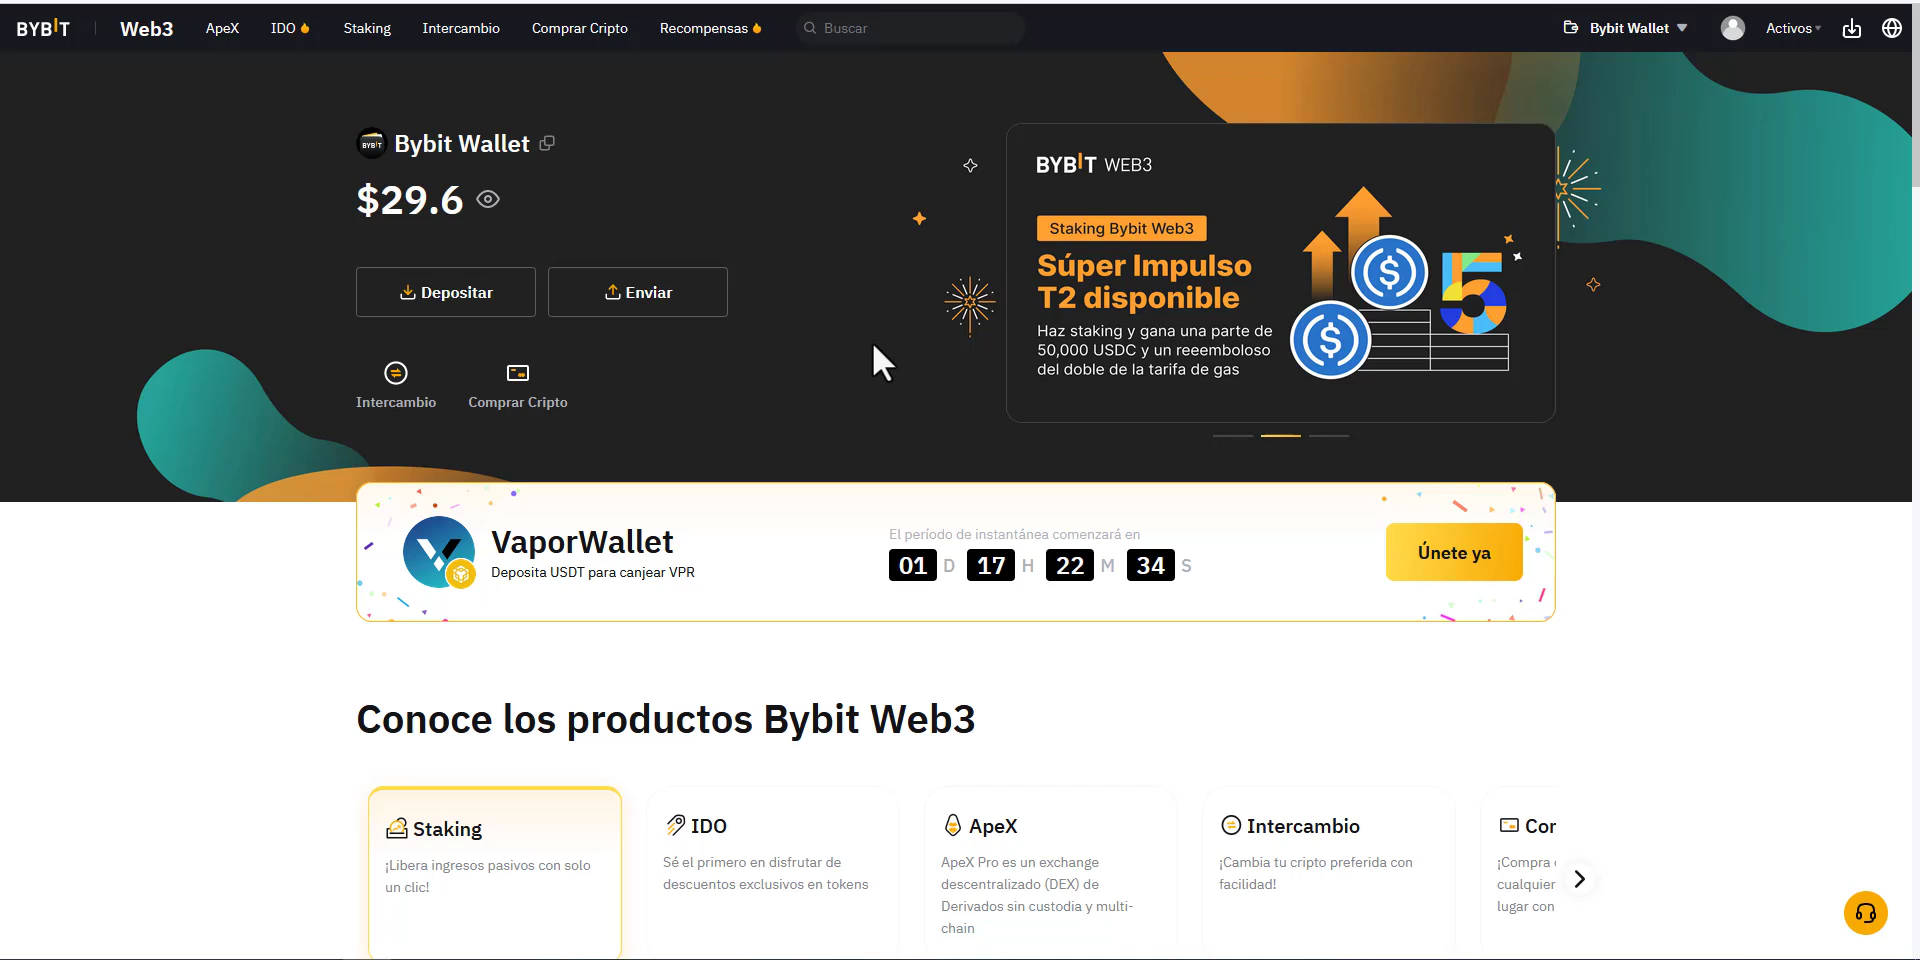 BYBIT
Web3
ApeX
IDO
Staking
Intercambio
Comprar Cripto
Recompensas
Buscar
Bybit Wallet
Activos
BYBIT
Bybit Wallet
$29.6
Depositar
Enviar
Intercambio
Comprar Cripto
BYBIT WEB3
Staking Bybit Web3
Súper Impulso
T2 disponible
Haz staking y gana una parte de
50,000 USDC y un reeemboloso
del doble de la tarifa de gas
$
$
5
VaporWallet
Deposita USDT para canjear VPR
El período de instantánea comenzará en
01 D 17 H 22 M 34 S
Únete ya
Conoce los productos Bybit Web3
Staking
¡Libera ingresos pasivos con solo
un clic!
IDO
Sé el primero en disfrutar de
descuentos exclusivos en tokens
ApeX
ApeX Pro es un exchange
descentralizado (DEX) de
Derivados sin custodia y multi-
chain
Intercambio
¡Cambia tu cripto preferida con
facilidad!
Cor
¡Compra
cualquier
lugar con